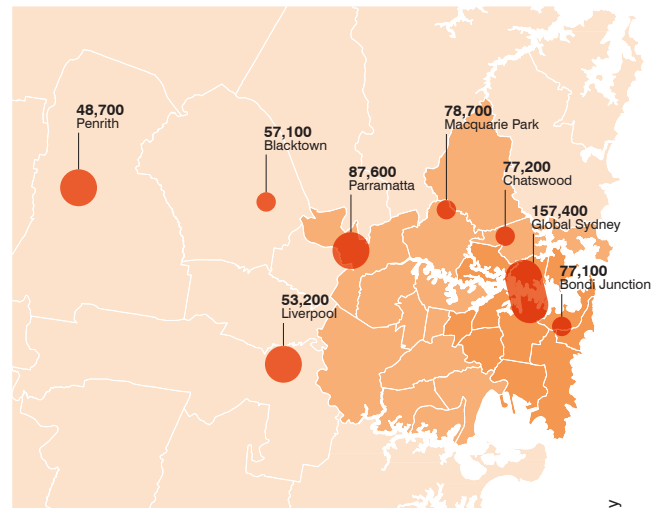 48,700
Penrith
57,100
Blacktown
87,600
Parramatta
78,700
Macquarie Park
77,200
Chatswood
157,400
Global Sydney
77,100
Bondi Junction
53,200
Liverpool
y